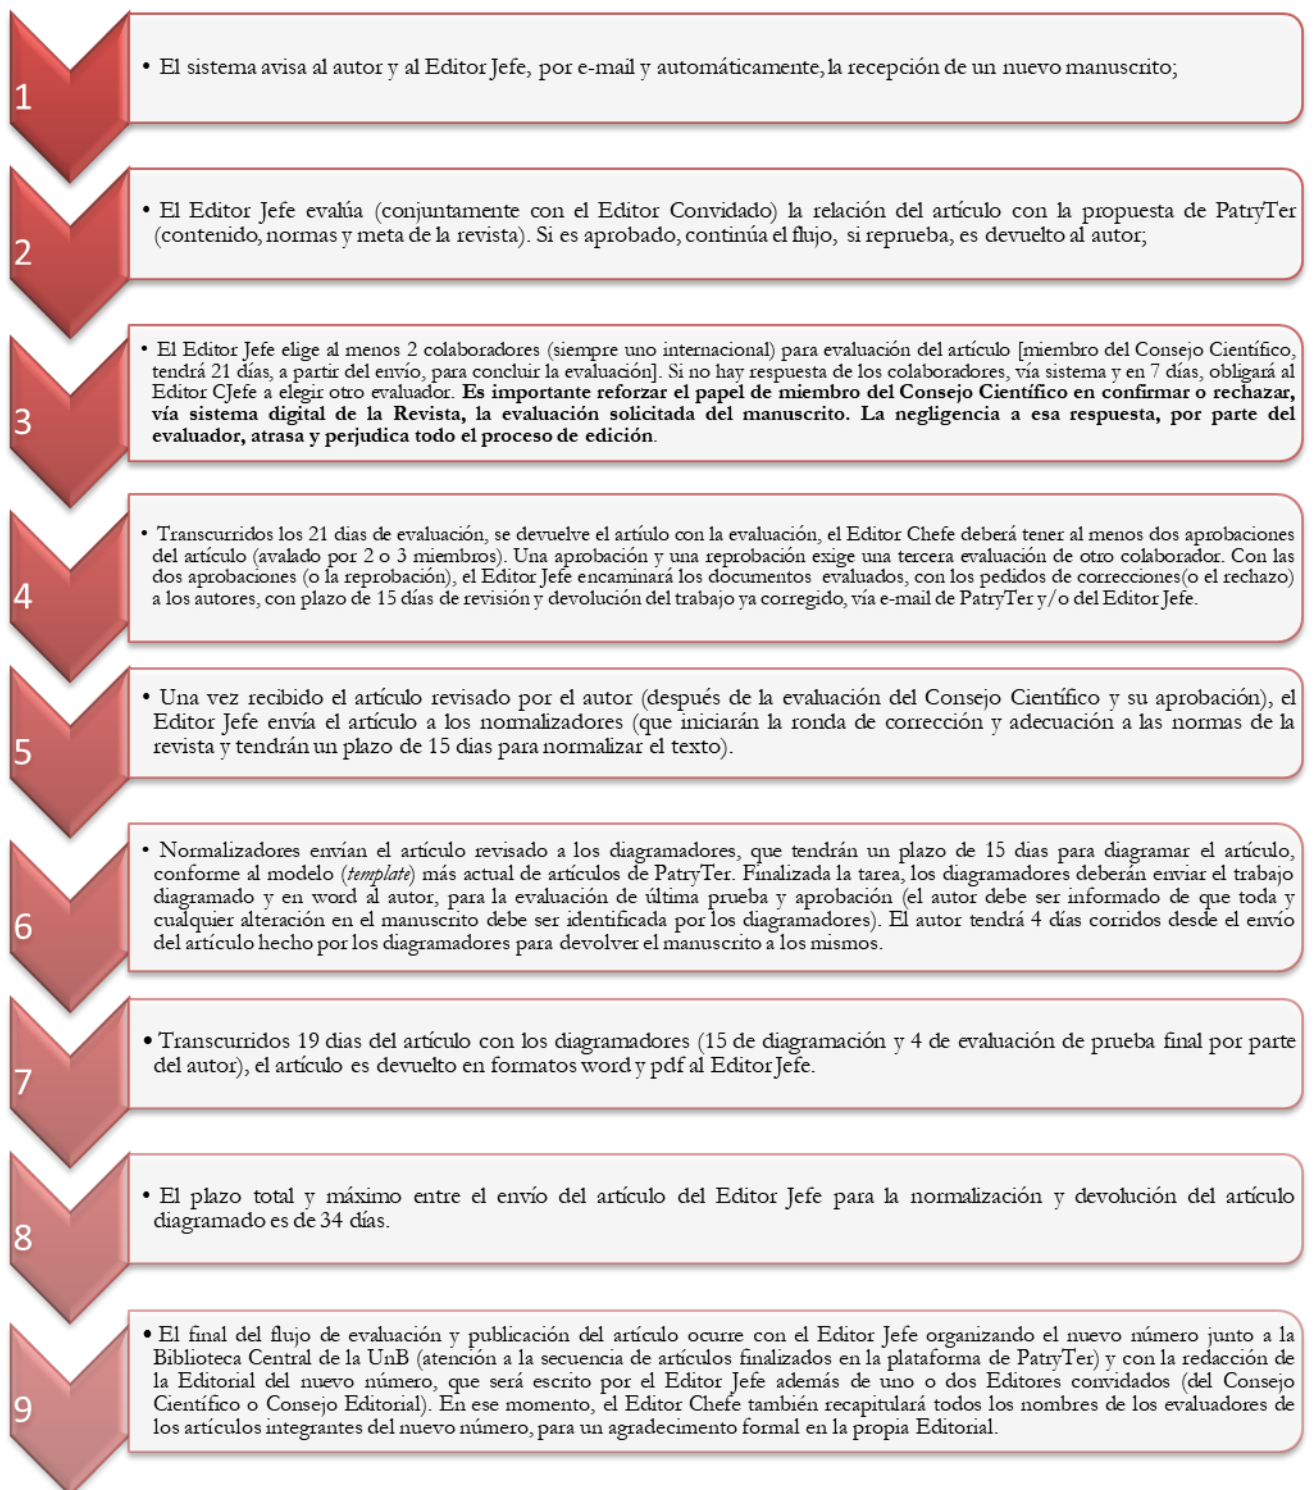 1
• El sistema avisa al autor y al Editor Jefe, por e-mail y automáticamente, la recepción de un nuevo manuscrito;
2
• El Editor Jefe evalúa (conjuntamente con el Editor Convidado) la relación del artículo con la propuesta de PatryTer
(contenido, normas y meta de la revista). Si es aprobado, continúa el flujo, si reprueba, es devuelto al autor;
3
• El Editor Jefe elige al menos 2 colaboradores (siempre uno internacional) para evaluación del artículo [miembro del Consejo Científico,
tendrá 21 días, a partir del envío, para concluir la evaluación]. Si no hay respuesta de los colaboradores, vía sistema y en 7 días, obligará al
Editor CJefe a elegir otro evaluador. Es importante reforzar el papel de miembro del Consejo Científico en confirmar o rechazar,
vía sistema digital de la Revista, la evaluación solicitada del manuscrito. La negligencia a esa respuesta, por parte del
evaluador, atrasa y perjudica todo el proceso de edición.
4
• Transcurridos los 21 dias de evaluación, se devuelve el artíulo con la evaluación, el Editor Chefe deberá tener al menos dos aprobaciones
del artículo (avalado por 2 o 3 miembros). Una aprobación y una reprobación exige una tercera evaluación de otro colaborador. Con las
dos aprobaciones (o la reprobación), el Editor Jefe encaminará los documentos evaluados, con los pedidos de correcciones(o el rechazo)
a los autores, con plazo de 15 días de revisión y devolución del trabajo ya corregido, vía e-mail de PatryTer y/o del Editor Jefe.
5
• Una vez recibido el artículo revisado por el autor (después de la evaluación del Consejo Científico y su aprobación), el
Editor Jefe envía el artículo a los normalizadores (que iniciarán la ronda de corrección y adecuación a las normas de la
revista y tendrán un plazo de 15 dias para normalizar el texto).
6
• Normalizadores envían el artículo revisado a los diagramadores, que tendrán un plazo de 15 dias para diagramar el artículo,
conforme al modelo (template) más actual de artículos de PatryTer. Finalizada la tarea, los diagramadores deberán enviar el trabajo
diagramado y en word al autor, para la evaluación de última prueba y aprobación (el autor debe ser informado de que toda y
cualquier alteración en el manuscrito debe ser identificada por los diagramadores). El autor tendrá 4 días corridos desde el envío
del artículo hecho por los diagramadores para devolver el manuscrito a los mismos.
7
• Transcurridos 19 dias del artículo con los diagramadores (15 de diagramación y 4 de evaluación de prueba final por parte
del autor), el artículo es devuelto en formatos word y pdf al Editor Jefe.
8
• El plazo total y máximo entre el envío del artículo del Editor Jefe para la normalización y devolución del artículo
diagramado es de 34 días.
9
• El final del flujo de evaluación y publicación del artículo ocurre con el Editor Jefe organizando el nuevo número junto a la
Biblioteca Central de la UnB (atención a la secuencia de artículos finalizados en la plataforma de PatryTer) y con la redacción de
la Editorial del nuevo número, que será escrito por el Editor Jefe además de uno o dos Editores convidados (del Consejo
Científico o Consejo Editorial). En ese momento, el Editor Chefe también recapitulará todos los nombres de los evaluadores de
los artículos integrantes del nuevo número, para un agradecimento formal en la propia Editorial.